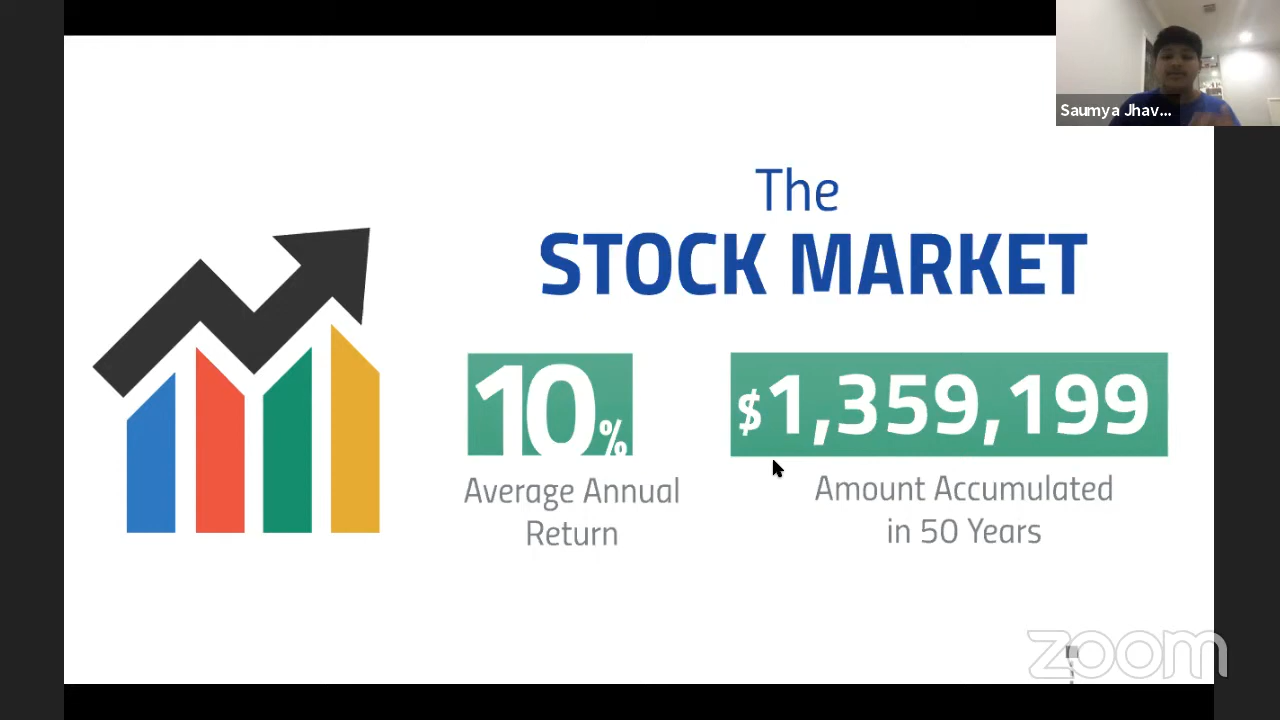 Saumya Jhav...
The
STOCK MARKET
10%
$1,359,199
Average Annual
Return
Amount Accumulated
in 50 Years
zoom